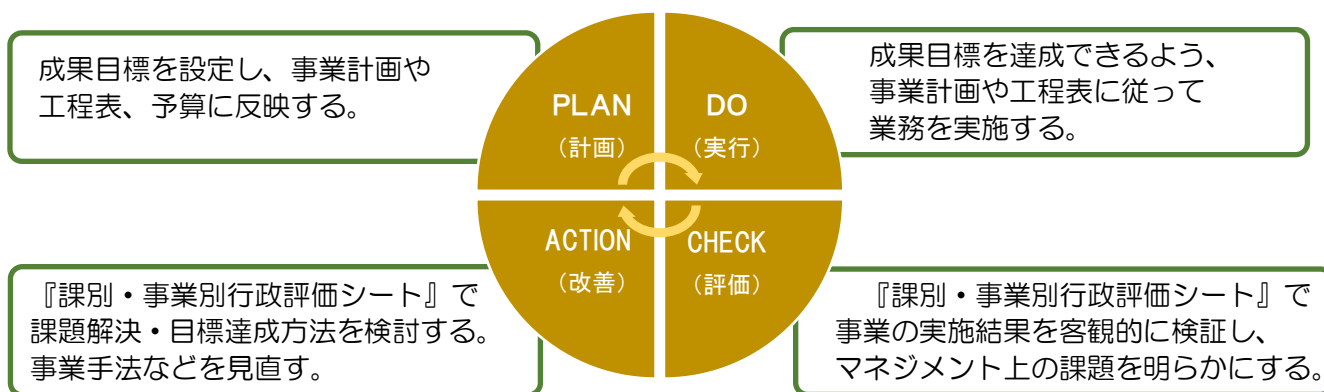 成果目標を設定し、事業計画や
工程表、予算に反映する。
PLAN
（計画）
DO
（実行）
成果目標を達成できるよう、
事業計画や工程表に従って
業務を実施する。
ACTION
（改善）
CHECK
（評価）
『課別・事業別行政評価シート』で
課題解決・目標達成方法を検討する。
事業手法などを見直す。
『課別・事業別行政評価シート』で
事業の実施結果を客観的に検証し、
マネジメント上の課題を明らかにする。